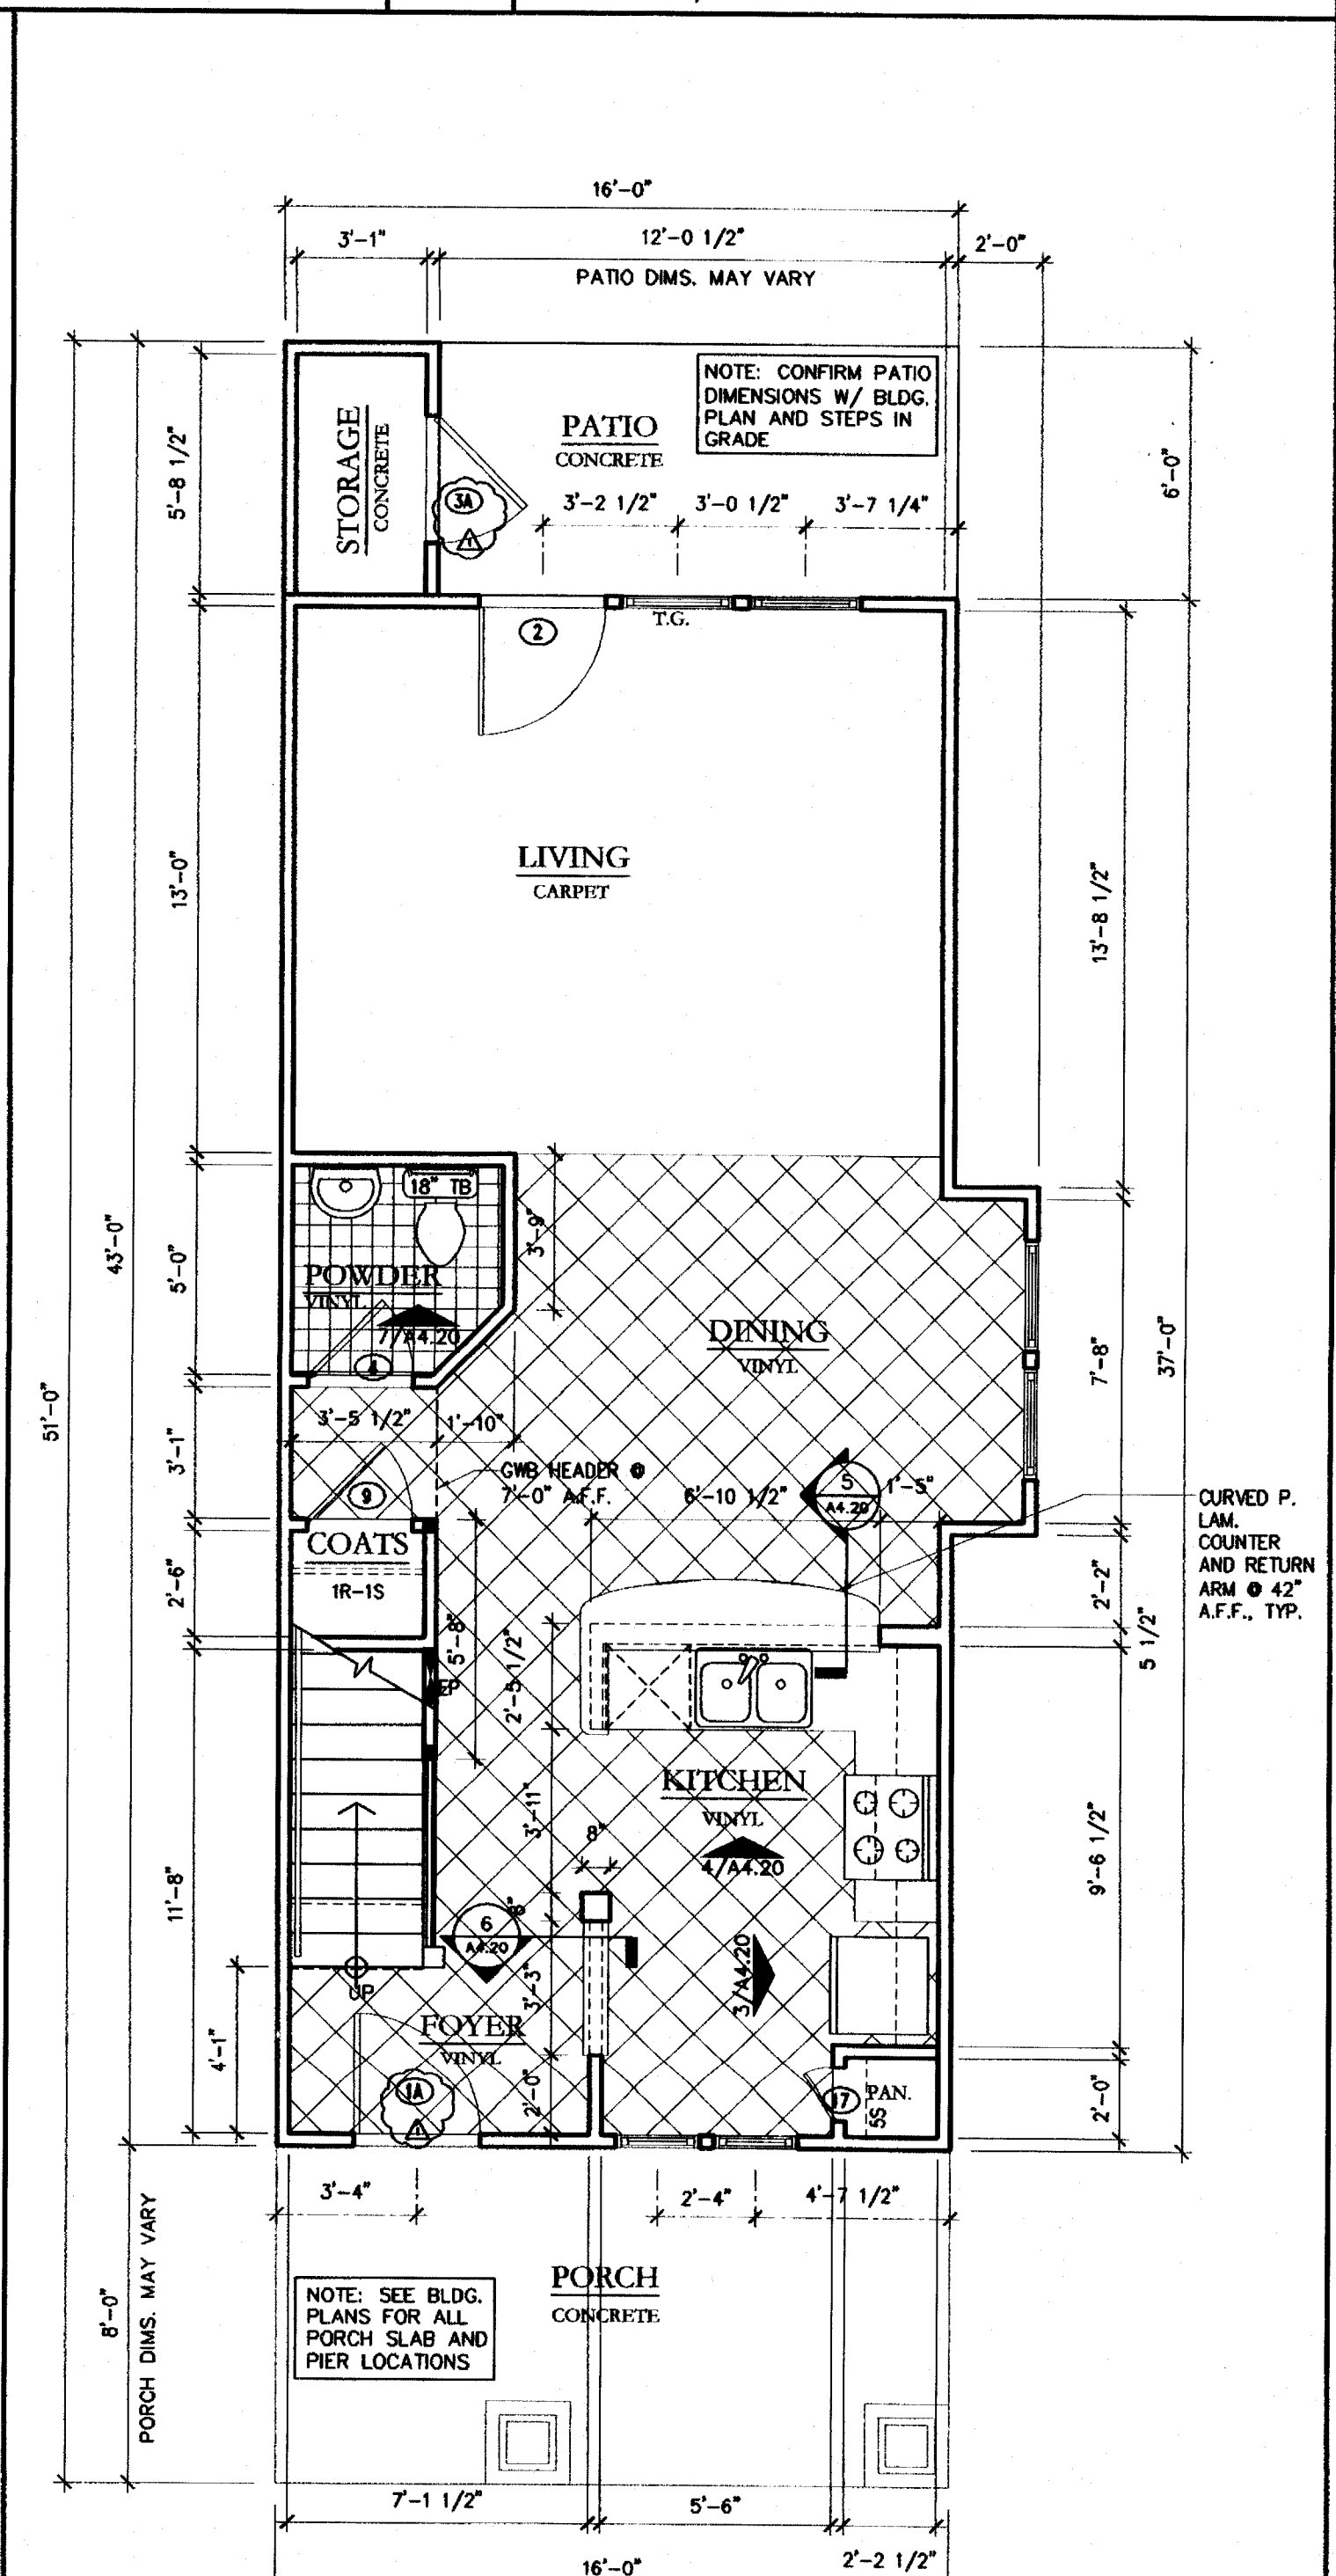 16'-0"
3'-1"
12'-0 1/2"
2'-0"
PATIO DIMS. MAY VARY
NOTE: CONFIRM PATIO
DIMENSIONS W/ BLDG.
PLAN AND STEPS IN
GRADE
STORAGE
CONCRETE
PATIO
CONCRETE
5'-8 1/2"
6'-0"
3A
1
3'-2 1/2"
3'-0 1/2"
3'-7 1/4"
2
T.G.
LIVING
CARPET
13'-0"
13'-8 1/2"
18" TB
3'-9"
POWDER
VINYL
7/A4.20
4
5'-0"
43'-0"
51'-0"
DINING
VINYL
7'-8"
37'-0"
3'-5 1/2"
1'-10"
3'-1"
9
GWB HEADER @
7'-0" A.F.F.
6'-10 1/2"
5
A4.20
1'-5"
CURVED P.
LAM.
COUNTER
AND RETURN
ARM @ 42"
A.F.F., TYP.
COATS
1R-1S
2'-6"
2'-2"
5 1/2"
5'-8"
2'-5 1/2"
EP
KITCHEN
VINYL
4/A4.20
3'-11"
8"
9'-6 1/2"
11'-8"
8"
6
A4.20
3/A4.20
3'-3"
UP
4'-1"
FOYER
VINYL
1A
1
2'-0"
17
PAN.
5S
2'-0"
3'-4"
2'-4"
4'-7 1/2"
PORCH
CONCRETE
NOTE: SEE BLDG.
PLANS FOR ALL
PORCH SLAB AND
PIER LOCATIONS
8'-0"
PORCH DIMS. MAY VARY
7'-1 1/2"
5'-6"
2'-2 1/2"
16'-0"